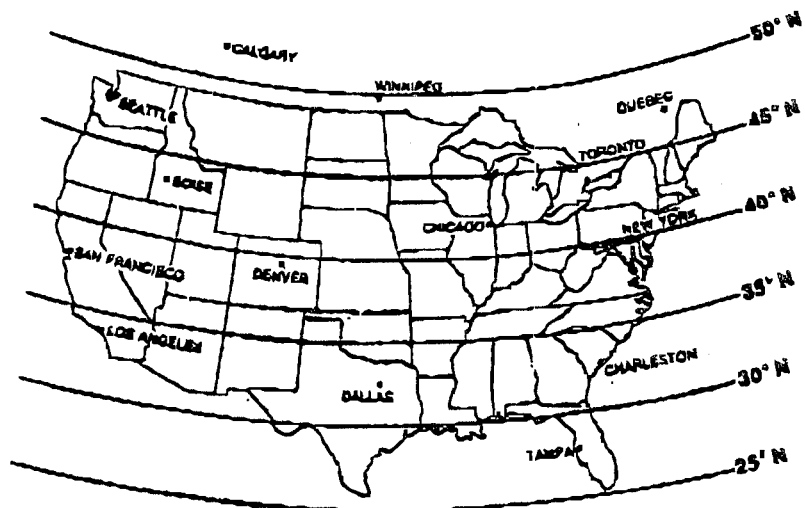 50° N
CALGARY
WINNIPEG
SEATTLE
QUEBEC
45° N
TORONTO
BOISE
40° N
CHICAGO
NEW YORK
SAN FRANCISCO
DENVER
35° N
LOS ANGELES
CHARLESTON
30° N
DALLAS
TAMPA
25° N